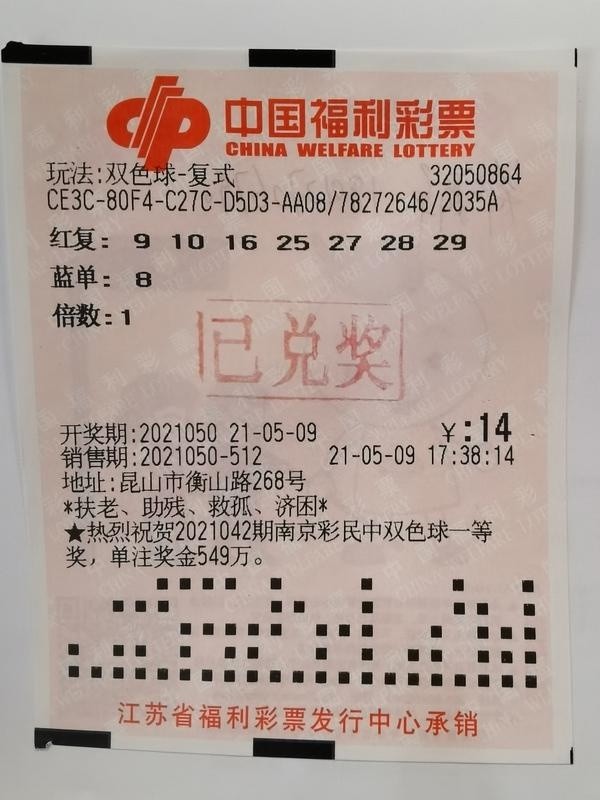 中国福利彩票
CHINA WELFARE LOTTERY
玩法:双色球-复式 32050864
CE3C-80F4-C27C-D5D3-AA08/78272646/2035A
红复: 9 10 16 25 27 28 29
蓝单: 8
倍数:1
已兑奖
开奖期:2021050 21-05-09 ¥:14
销售期:2021050-512 21-05-09 17:38:14
地址:昆山市衡山路268号
*扶老、助残、救孤、济困*
★热烈祝贺2021042期南京彩民中双色球一等
奖，单注奖金549万。
江苏省福利彩票发行中心承销